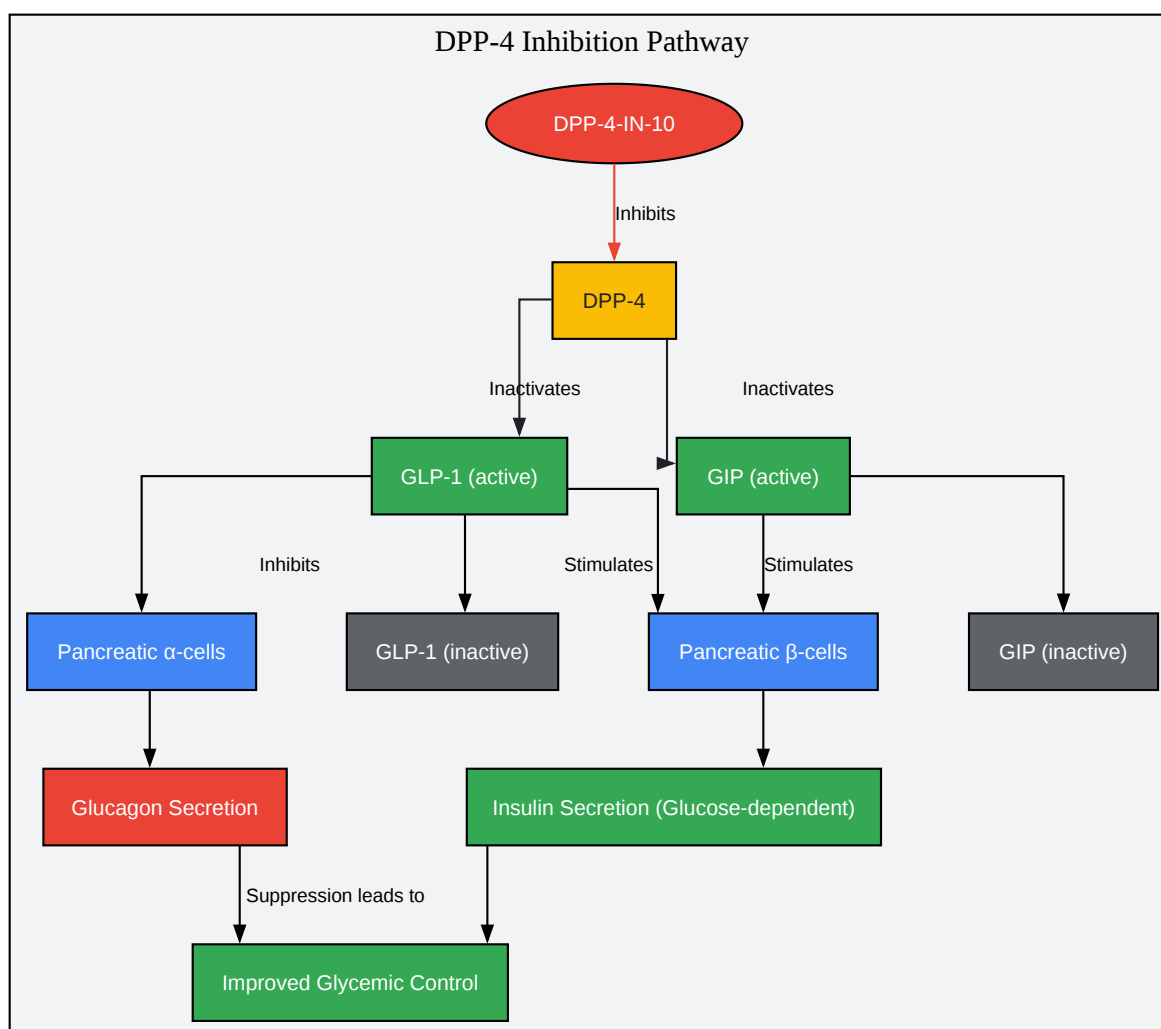 DPP-4 Inhibition Pathway
DPP-4-IN-10
Inhibits
DPP-4
Inactivates
Inactivates
GLP-1 (active)
GIP (active)
Inhibits
Stimulates
Stimulates
Pancreatic α-cells
GLP-1 (inactive)
Pancreatic β-cells
GIP (inactive)
Glucagon Secretion
Insulin Secretion (Glucose-dependent)
Suppression leads to
Improved Glycemic Control